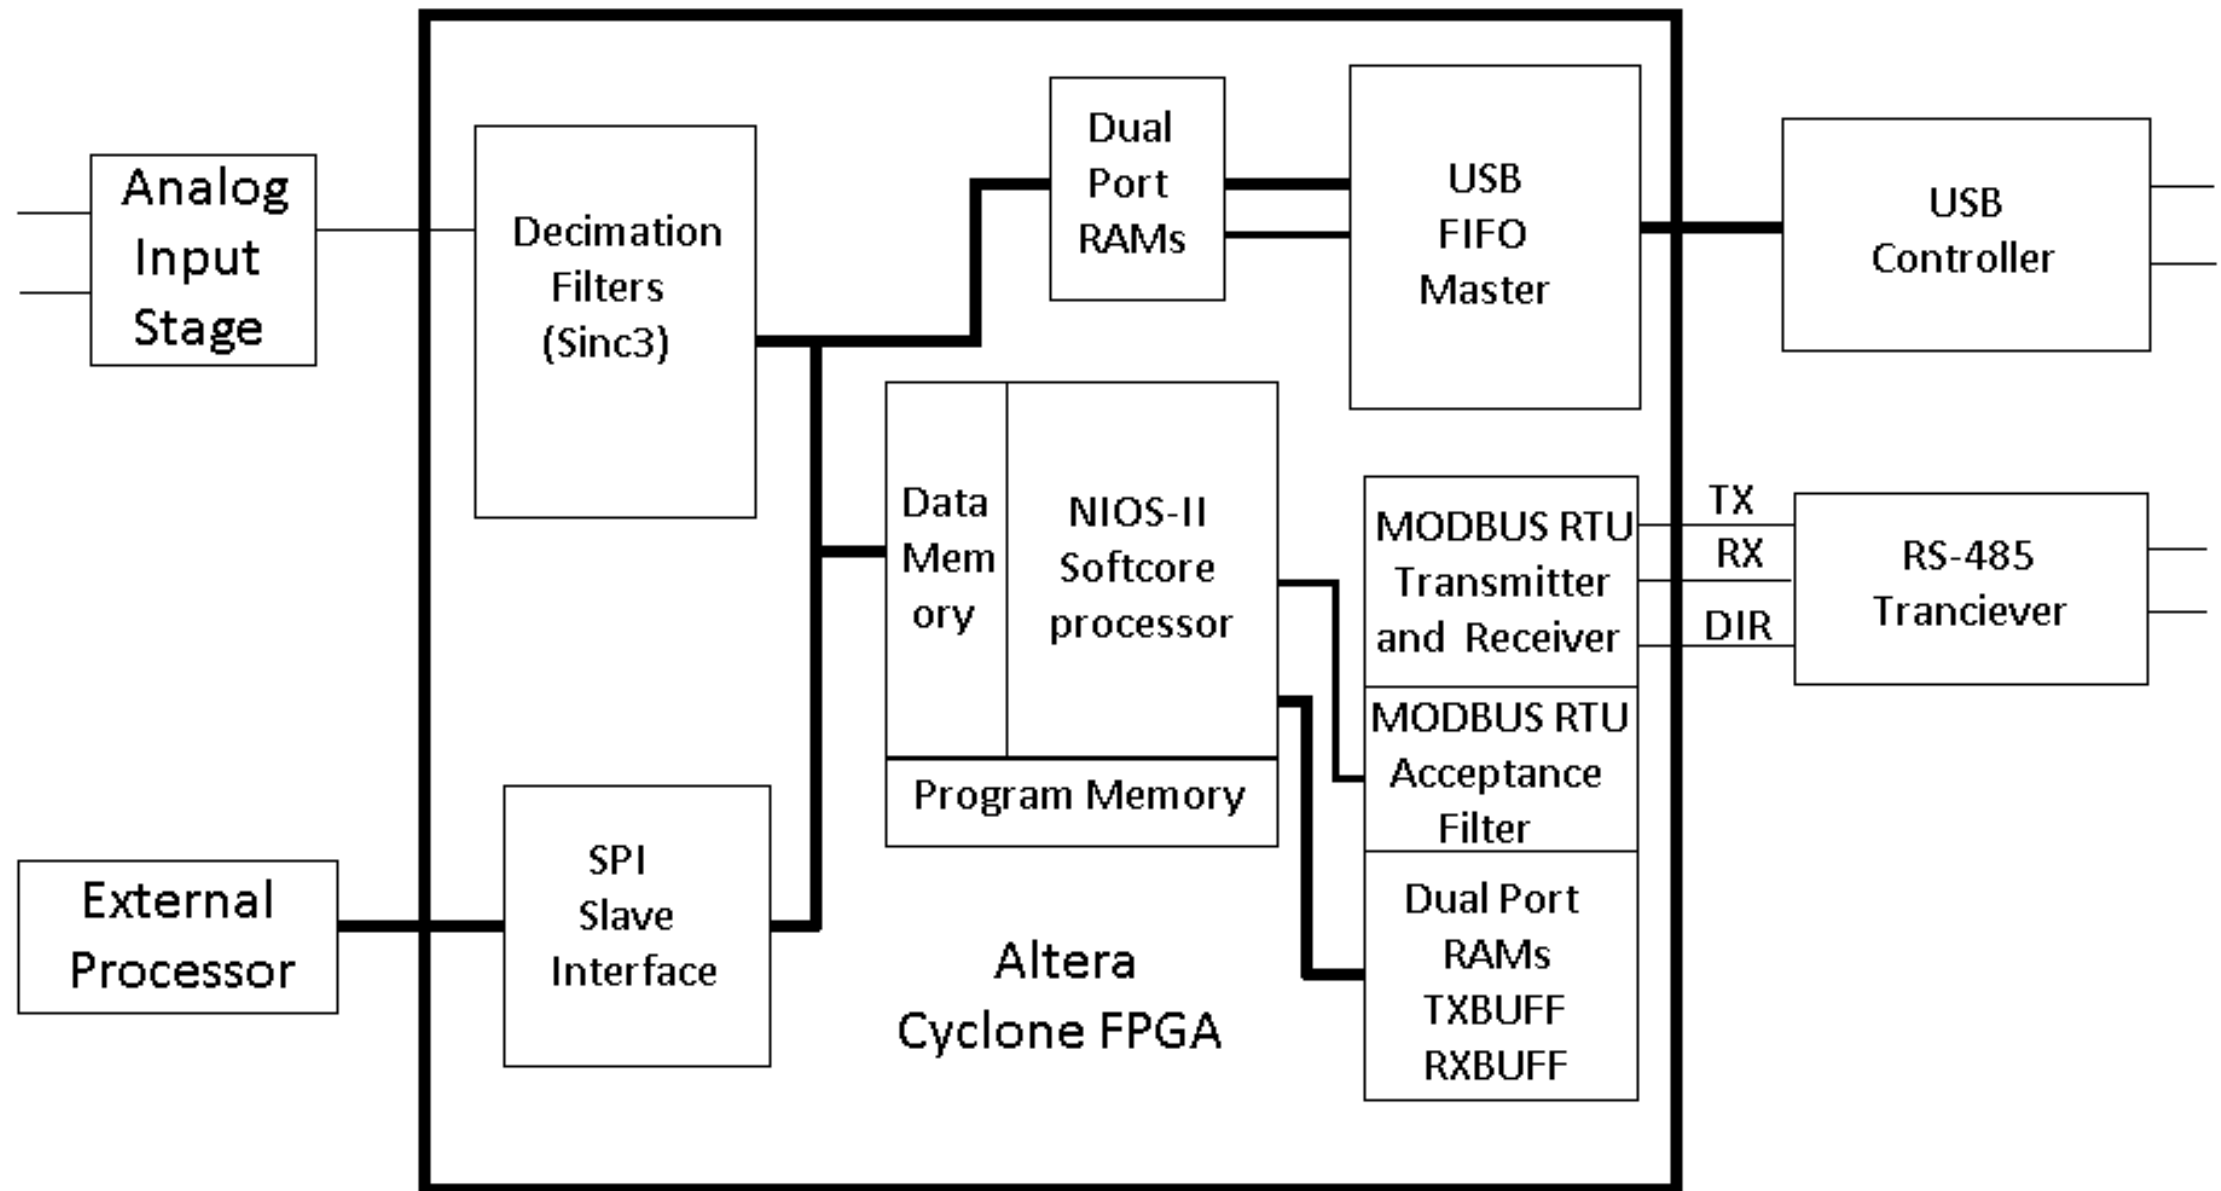 Analog
Input
Stage
Decimation
Filters
(Sinc3)
Dual
Port
RAMs
USB
FIFO
Master
USB
Controller
Data
Mem
ory
NIOS-II
Softcore
processor
Program Memory
MODBUS RTU
Transmitter
and Receiver
MODBUS RTU
Acceptance
Filter
Dual Port
RAMs
TXBUFF
RXBUFF
TX
RX
DIR
RS-485
Tranciever
External
Processor
SPI
Slave
Interface
Altera
Cyclone FPGA